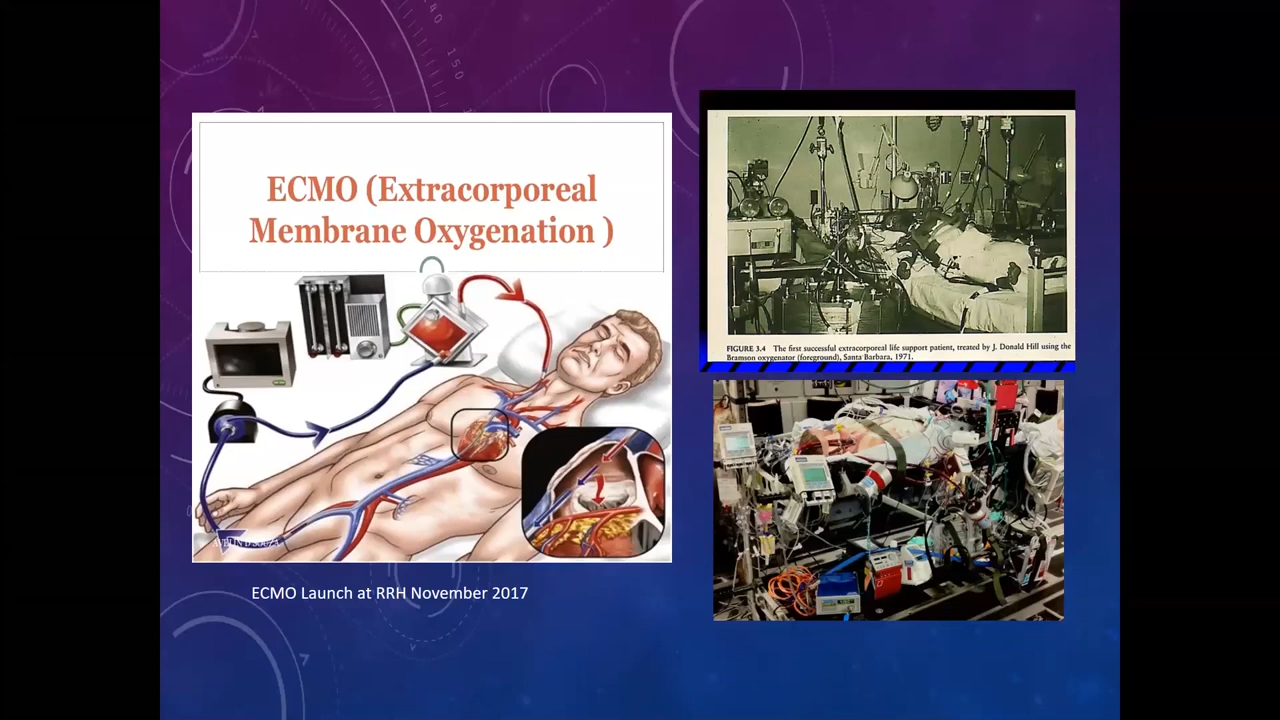 ECMO (Extracorporeal
Membrane Oxygenation )
ECMO Launch at RRH November 2017
FIGURE 3.4 The first successful extracorporeal life support patient, treated by J. Donald Hill using the
Bramson oxygenator (foreground), Santa Barbara, 1971.
150